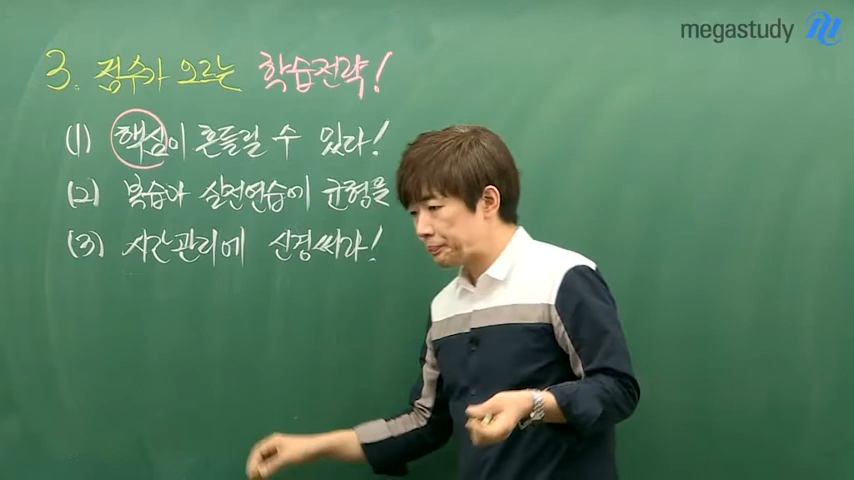 megastudy
3. 점수가 오르는 학습전략!
(1) 핵심이 흔들릴 수 있다!
(2) 복습과 실전연습의 균형을
(3) 시간관리에 신경써라!